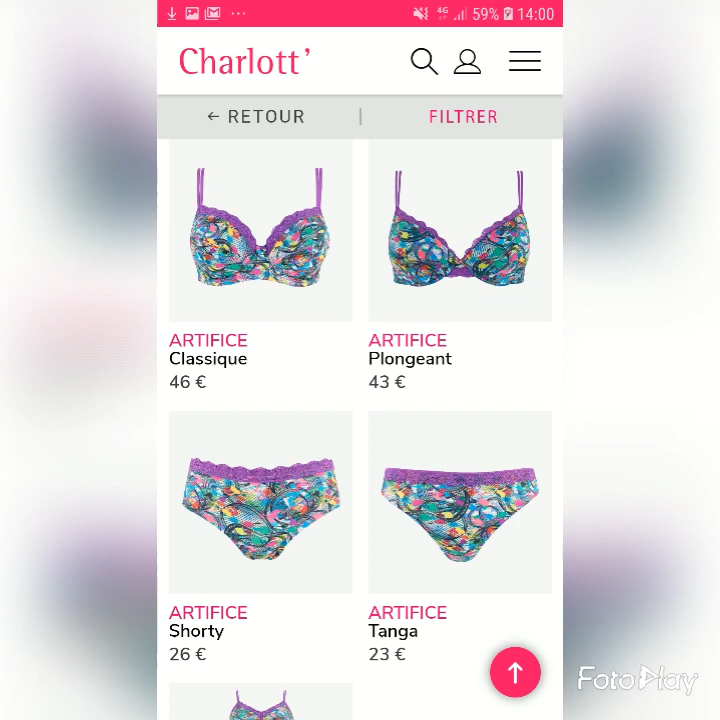 4G 59% 14:00
Charlott’
← RETOUR | FILTRER
ARTIFICE
Classique
46 €
ARTIFICE
Plongeant
43 €
ARTIFICE
Shorty
26 €
ARTIFICE
Tanga
23 €
FotoPlay